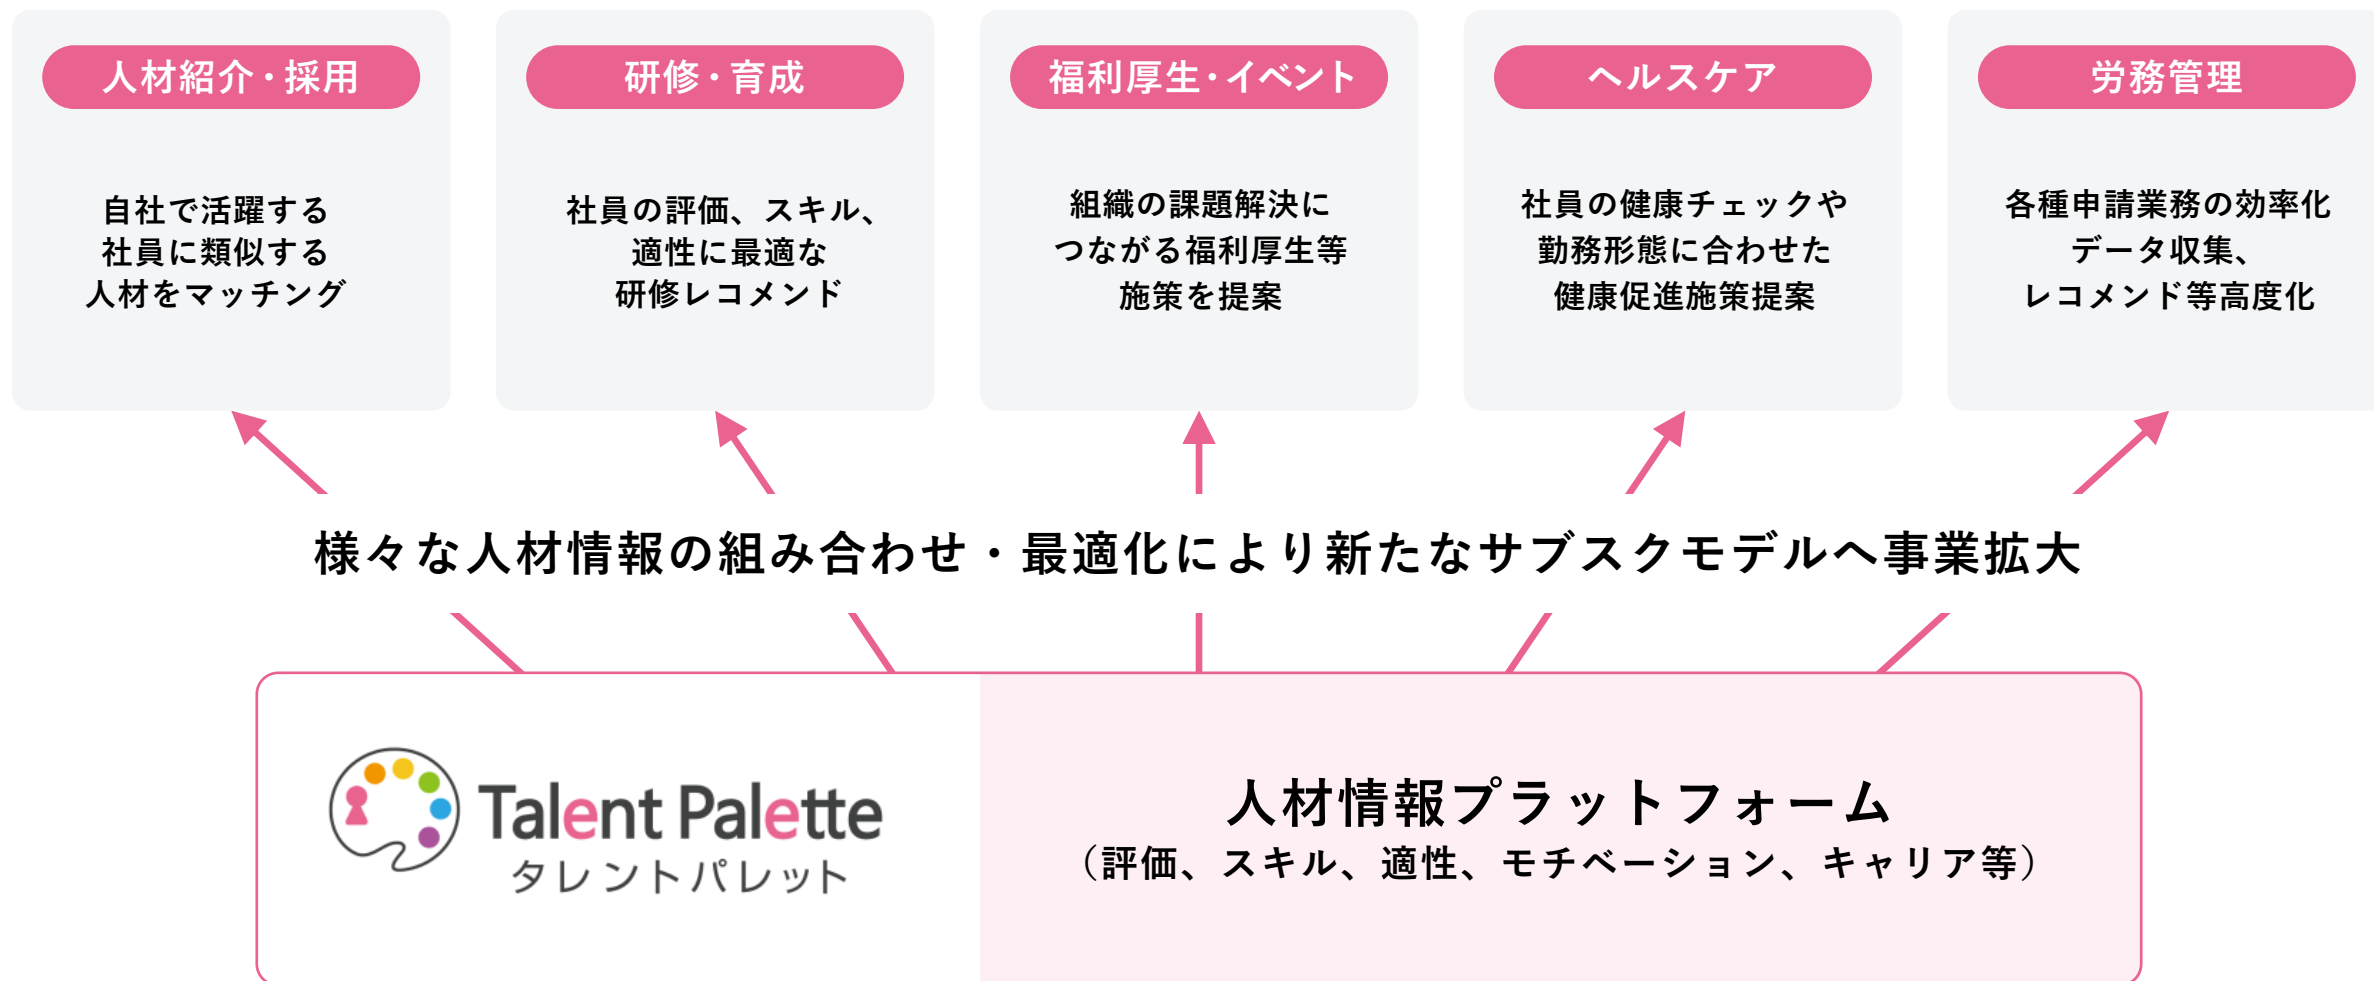 人材紹介・採用
自社で活躍する
社員に類似する
人材をマッチング
研修・育成
社員の評価、スキル、
適性に最適な
研修レコメンド
福利厚生・イベント
組織の課題解決に
つながる福利厚生等
施策を提案
ヘルスケア
社員の健康チェックや
勤務形態に合わせた
健康促進施策提案
労務管理
各種申請業務の効率化
データ収集、
レコメンド等高度化
様々な人材情報の組み合わせ・最適化により新たなサブスクモデルへ事業拡大
Talent Palette
タレントパレット
人材情報プラットフォーム
（評価、スキル、適性、モチベーション、キャリア等）